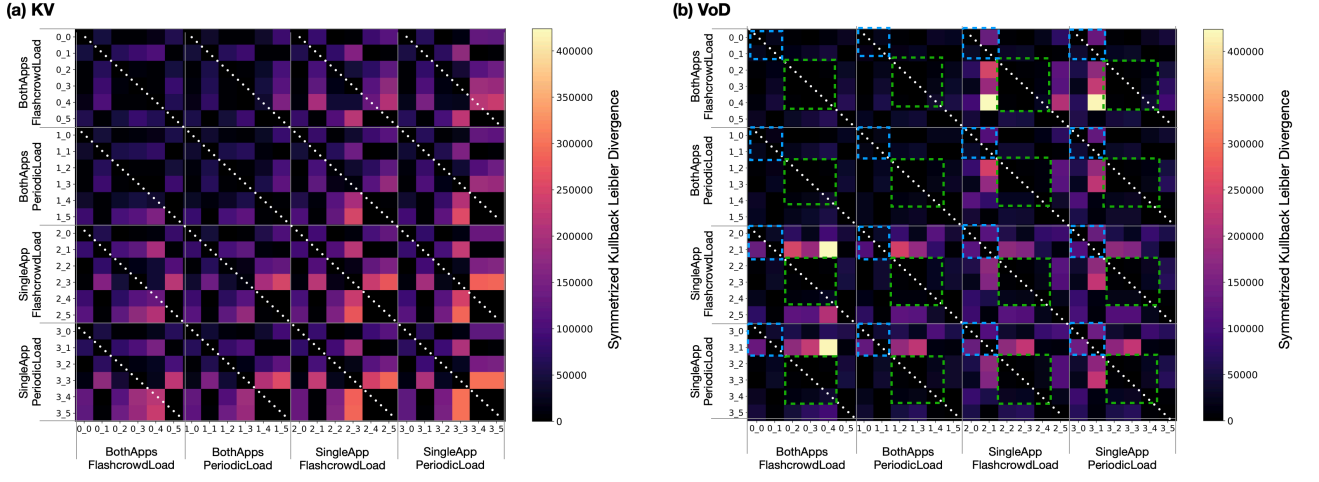 (a) KV
BothApps
FlashcrowdLoad
BothApps
PeriodicLoad
SingleApp
FlashcrowdLoad
SingleApp
PeriodicLoad
0_0
0_1
0_2
0_3
0_4
0_5
1_0
1_1
1_2
1_3
1_4
1_5
2_0
2_1
2_2
2_3
2_4
2_5
3_0
3_1
3_2
3_3
3_4
3_5
0_0 0_1 0_2 0_3 0_4 0_5 1_0 1_1 1_2 1_3 1_4 1_5 2_0 2_1 2_2 2_3 2_4 2_5 3_0 3_1 3_2 3_3 3_4 3_5
BothApps BothApps SingleApp SingleApp
FlashcrowdLoad PeriodicLoad FlashcrowdLoad PeriodicLoad
400000
350000
300000
250000
200000
150000
100000
50000
0
Symmetrized Kullback Leibler Divergence
(b) VoD
BothApps
FlashcrowdLoad
BothApps
PeriodicLoad
SingleApp
FlashcrowdLoad
SingleApp
PeriodicLoad
0_0
0_1
0_2
0_3
0_4
0_5
1_0
1_1
1_2
1_3
1_4
1_5
2_0
2_1
2_2
2_3
2_4
2_5
3_0
3_1
3_2
3_3
3_4
3_5
0_0 0_1 0_2 0_3 0_4 0_5 1_0 1_1 1_2 1_3 1_4 1_5 2_0 2_1 2_2 2_3 2_4 2_5 3_0 3_1 3_2 3_3 3_4 3_5
BothApps BothApps SingleApp SingleApp
FlashcrowdLoad PeriodicLoad FlashcrowdLoad PeriodicLoad
400000
350000
300000
250000
200000
150000
100000
50000
0
Symmetrized Kullback Leibler Divergence